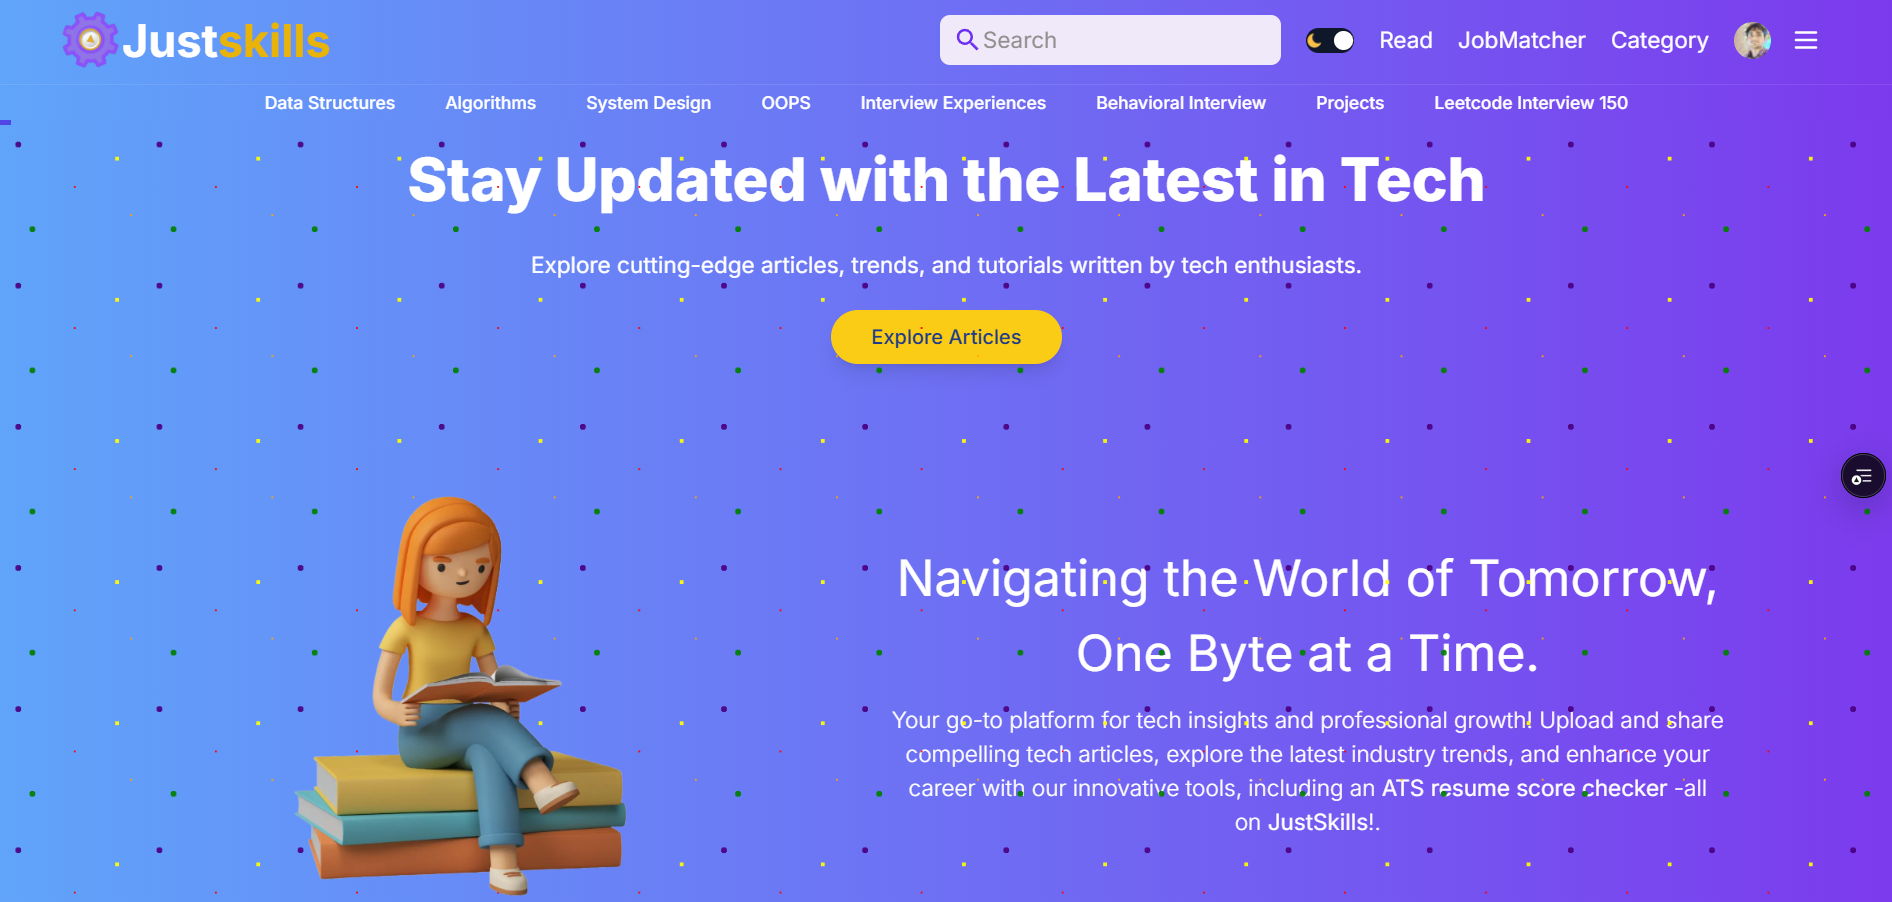 Justskills
Search
Read
JobMatcher
Category
Data Structures
Algorithms
System Design
OOPS
Interview Experiences
Behavioral Interview
Projects
Leetcode Interview 150
Stay Updated with the Latest in Tech
Explore cutting-edge articles, trends, and tutorials written by tech enthusiasts.
Explore Articles
Navigating the World of Tomorrow,
One Byte at a Time.
Your go-to platform for tech insights and professional growth! Upload and share
compelling tech articles, explore the latest industry trends, and enhance your
career with our innovative tools, including an ATS resume score checker -all
on JustSkills!.